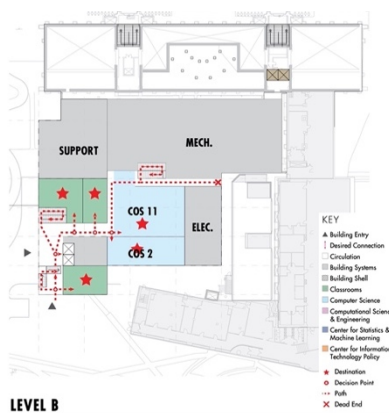 SUPPORT
MECH.
COS 11
ELEC.
COS 2
KEY
Building Entry
Desired Connection
Circulation
Building Systems
Building Shell
Classrooms
Computer Science
Computational Science
& Engineering
Center for Statistics &
Machine Learning
Center for Information
Technology Policy
Destination
Decision Point
Path
Dead End
LEVEL B